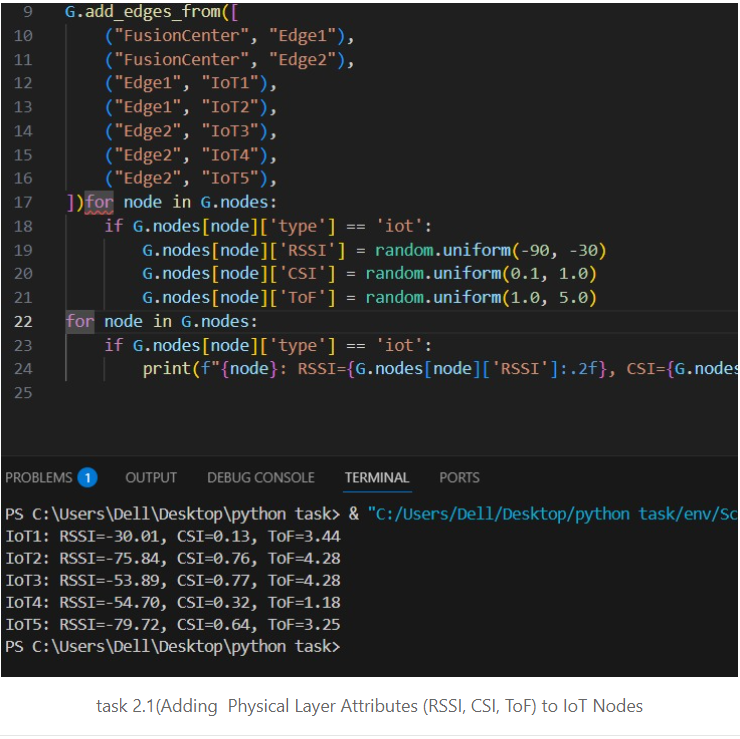 9 G.add_edges_from([
10 ("FusionCenter", "Edge1"),
11 ("FusionCenter", "Edge2"),
12 ("Edge1", "IoT1"),
13 ("Edge1", "IoT2"),
14 ("Edge2", "IoT3"),
15 ("Edge2", "IoT4"),
16 ("Edge2", "IoT5"),
17 ])for node in G.nodes:
18 if G.nodes[node]['type'] == 'iot':
19 G.nodes[node]['RSSI'] = random.uniform(-90, -30)
20 G.nodes[node]['CSI'] = random.uniform(0.1, 1.0)
21 G.nodes[node]['ToF'] = random.uniform(1.0, 5.0)
22 for node in G.nodes:
23 if G.nodes[node]['type'] == 'iot':
24 print(f"{node}: RSSI={G.nodes[node]['RSSI']:.2f}, CSI={G.nodes
25
PROBLEMS 1 OUTPUT DEBUG CONSOLE TERMINAL PORTS
PS C:\Users\Dell\Desktop\python task> & "C:/Users/Dell/Desktop/python task/env/Sc
IoT1: RSSI=-30.01, CSI=0.13, ToF=3.44
IoT2: RSSI=-75.84, CSI=0.76, ToF=4.28
IoT3: RSSI=-53.89, CSI=0.77, ToF=4.28
IoT4: RSSI=-54.70, CSI=0.32, ToF=1.18
IoT5: RSSI=-79.72, CSI=0.64, ToF=3.25
PS C:\Users\Dell\Desktop\python task>
task 2.1(Adding Physical Layer Attributes (RSSI, CSI, ToF) to IoT Nodes